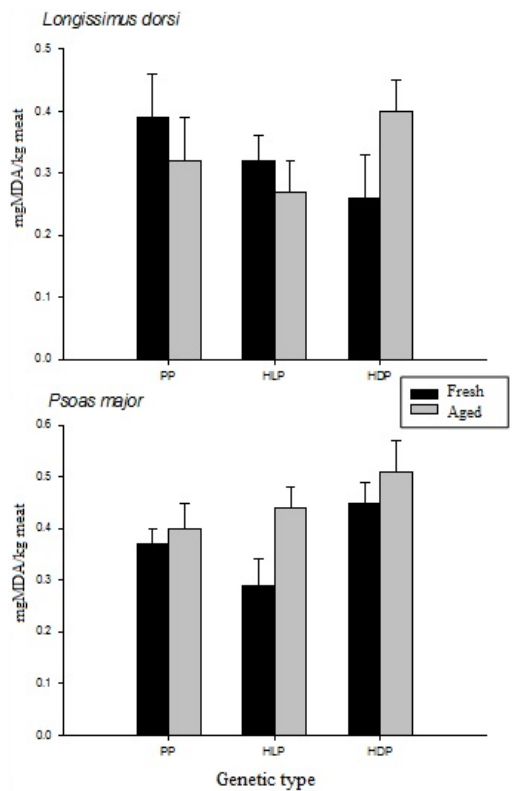 Longissimus dorsi
0.5
0.4
0.3
0.2
0.1
0.0
mgMDA/kg meat
PP HLP HDP
Fresh
Aged
Psoas major
0.6
0.5
0.4
0.3
0.2
0.1
0.0
mgMDA/kg meat
PP HLP HDP
Genetic type